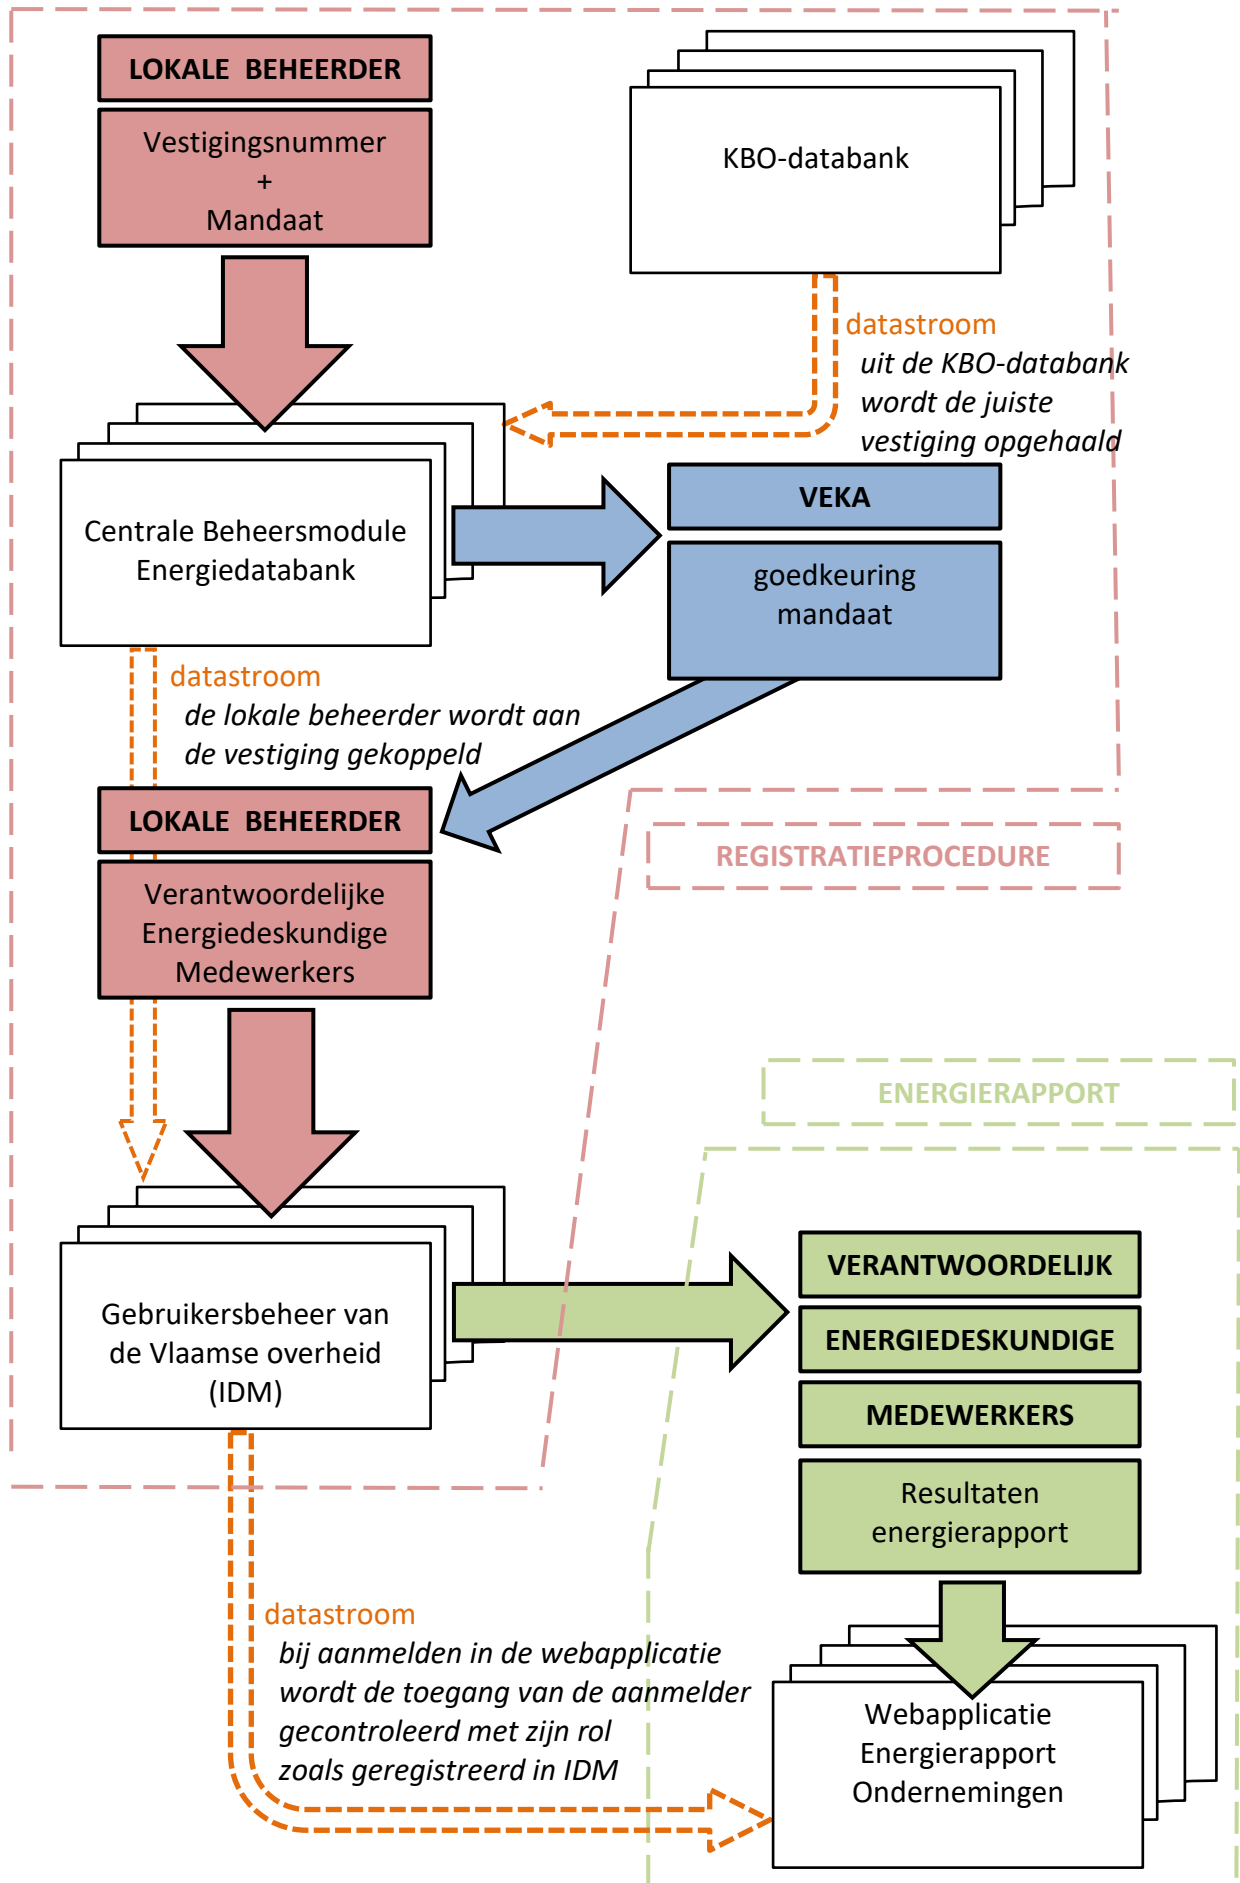 LOKALE BEHEERDER
Vestigingsnummer
+
Mandaat
KBO-databank
datastroom
uit de KBO-databank
wordt de juiste
vestiging opgehaald
Centrale Beheersmodule
Energiedatabank
VEKA
goedkeuring
mandaat
datastroom
de lokale beheerder wordt aan
de vestiging gekoppeld
LOKALE BEHEERDER
Verantwoordelijke
Energiedeskundige
Medewerkers
REGISTRATIEPROCEDURE
ENERGIERAPPORT
Gebruikersbeheer van
de Vlaamse overheid
(IDM)
VERANTWOORDELIJK
ENERGIEDESKUNDIGE
MEDEWERKERS
Resultaten
energierapport
datastroom
bij aanmelden in de webapplicatie
wordt de toegang van de aanmelder
gecontroleerd met zijn rol
zoals geregistreerd in IDM
Webapplicatie
Energierapport
Ondernemingen